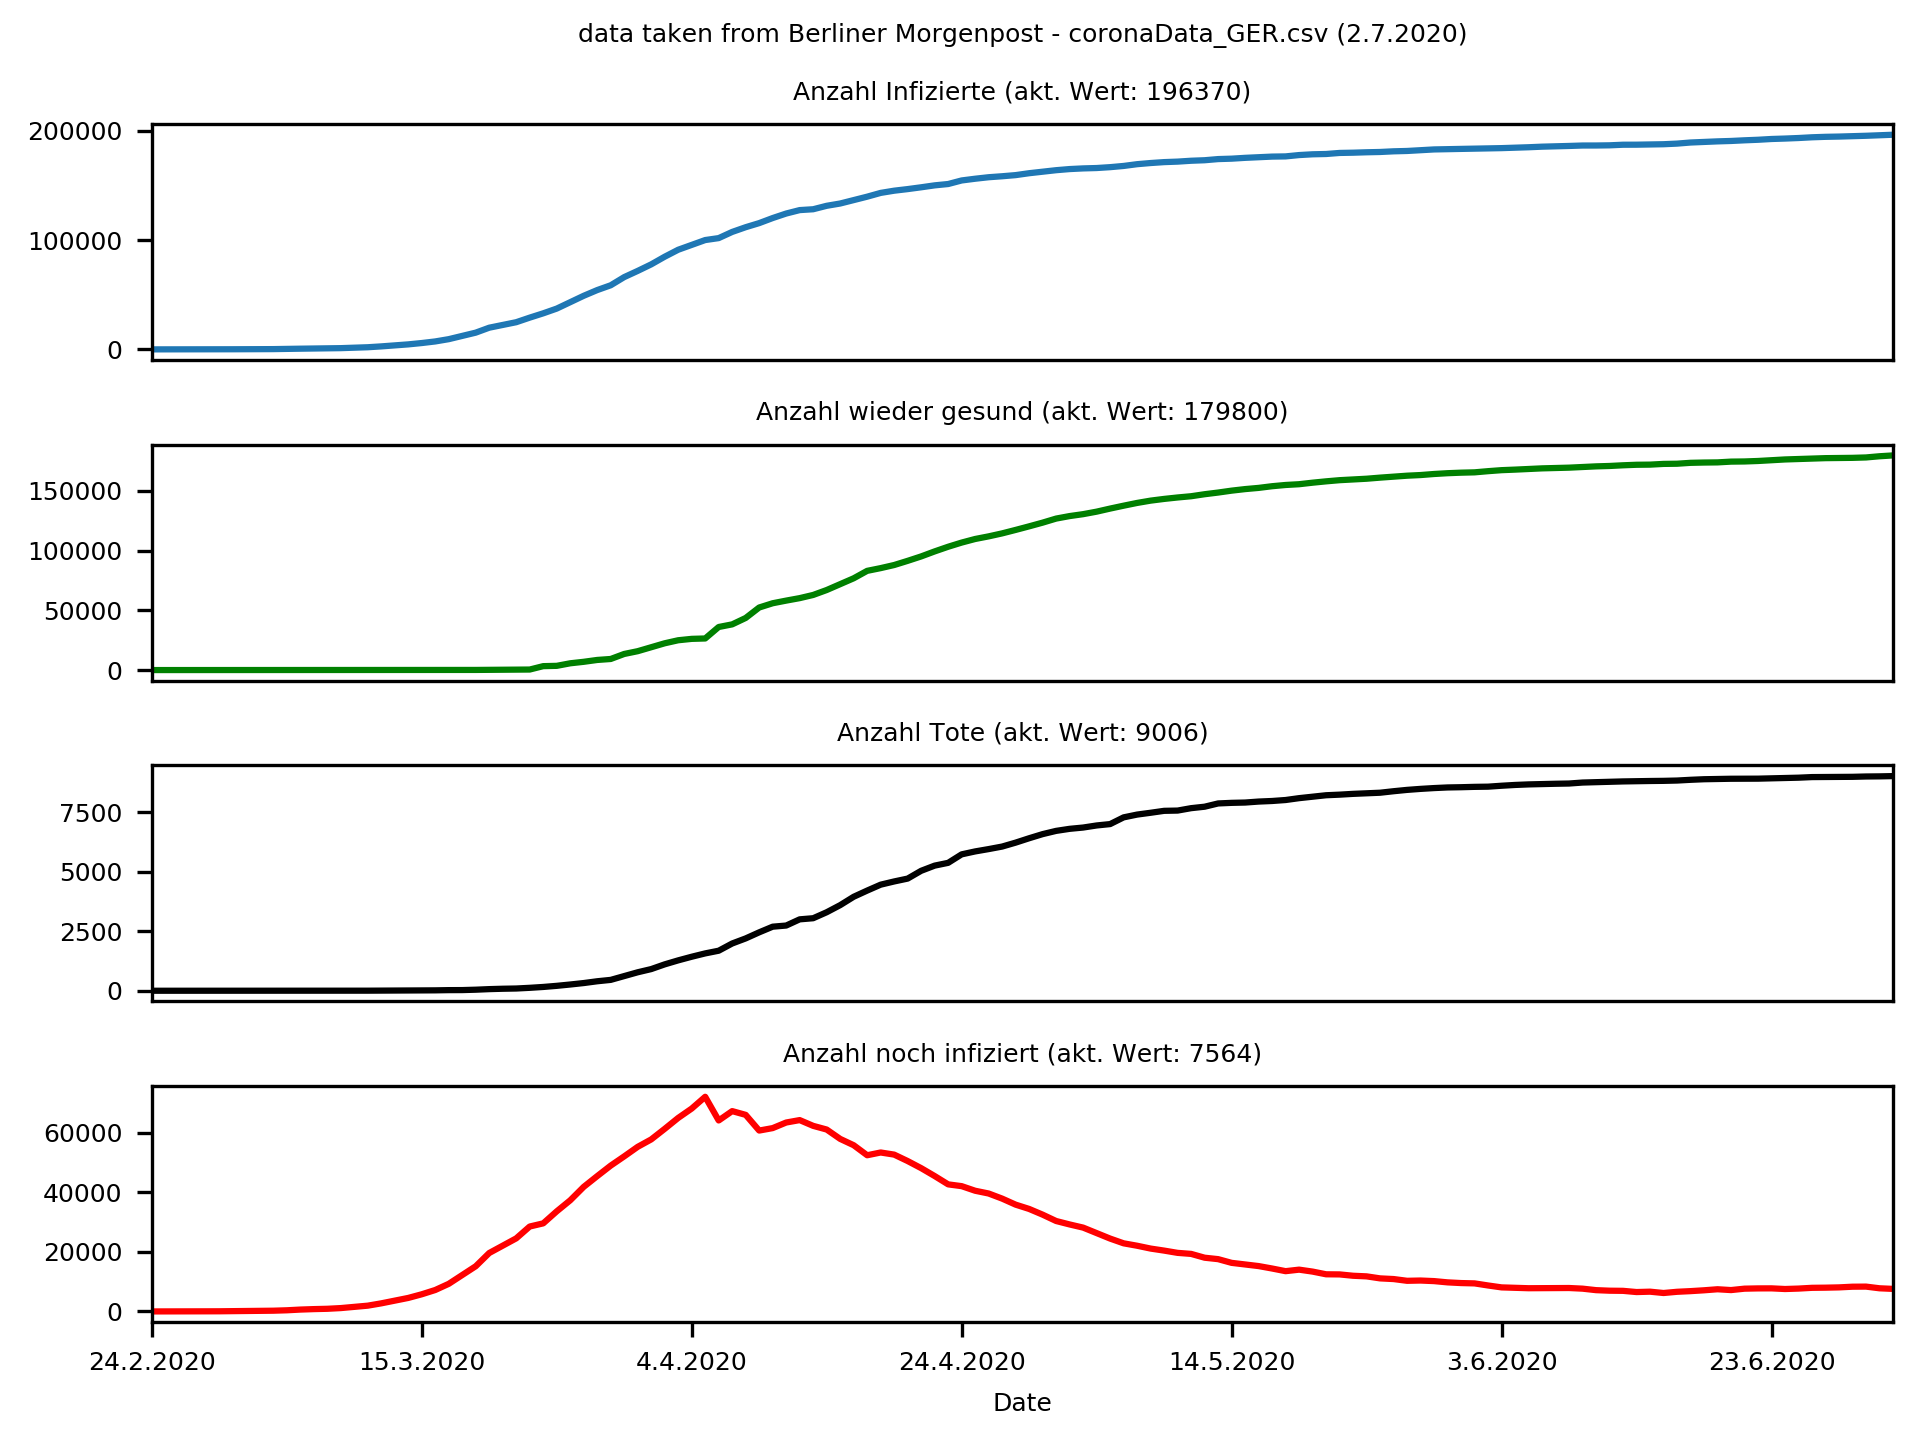 data taken from Berliner Morgenpost - coronaData_GER.csv (2.7.2020)
Anzahl Infizierte (akt. Wert: 196370)
200000
100000
0
Anzahl wieder gesund (akt. Wert: 179800)
150000
100000
50000
0
Anzahl Tote (akt. Wert: 9006)
7500
5000
2500
0
Anzahl noch infiziert (akt. Wert: 7564)
60000
40000
20000
0
24.2.2020 15.3.2020 4.4.2020 24.4.2020 14.5.2020 3.6.2020 23.6.2020
Date